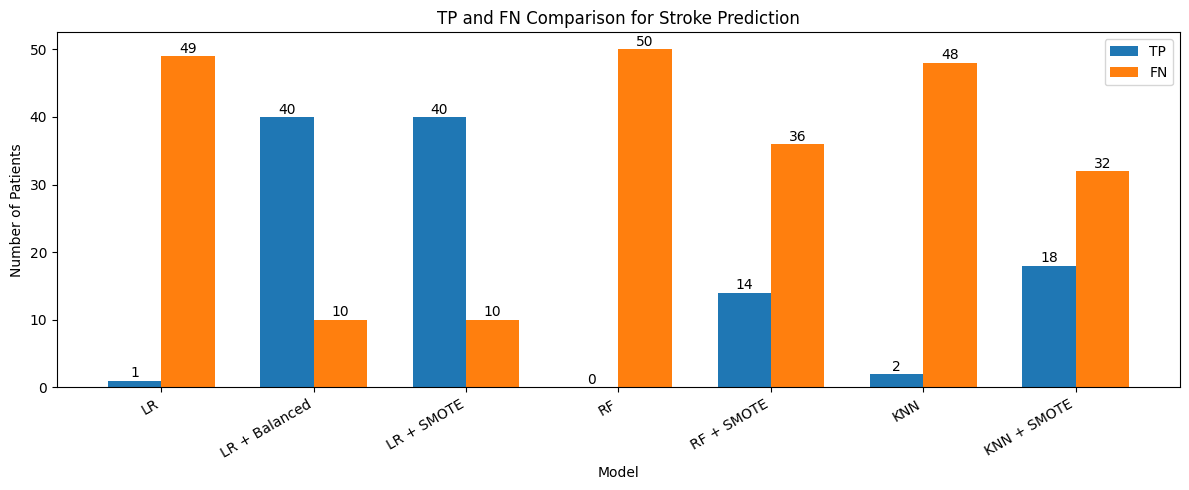 TP and FN Comparison for Stroke Prediction
TP
FN
Number of Patients
50
40
30
20
10
0
1
49
40
10
40
10
0
50
14
36
2
48
18
32
LR
LR + Balanced
LR + SMOTE
RF
RF + SMOTE
KNN
KNN + SMOTE
Model